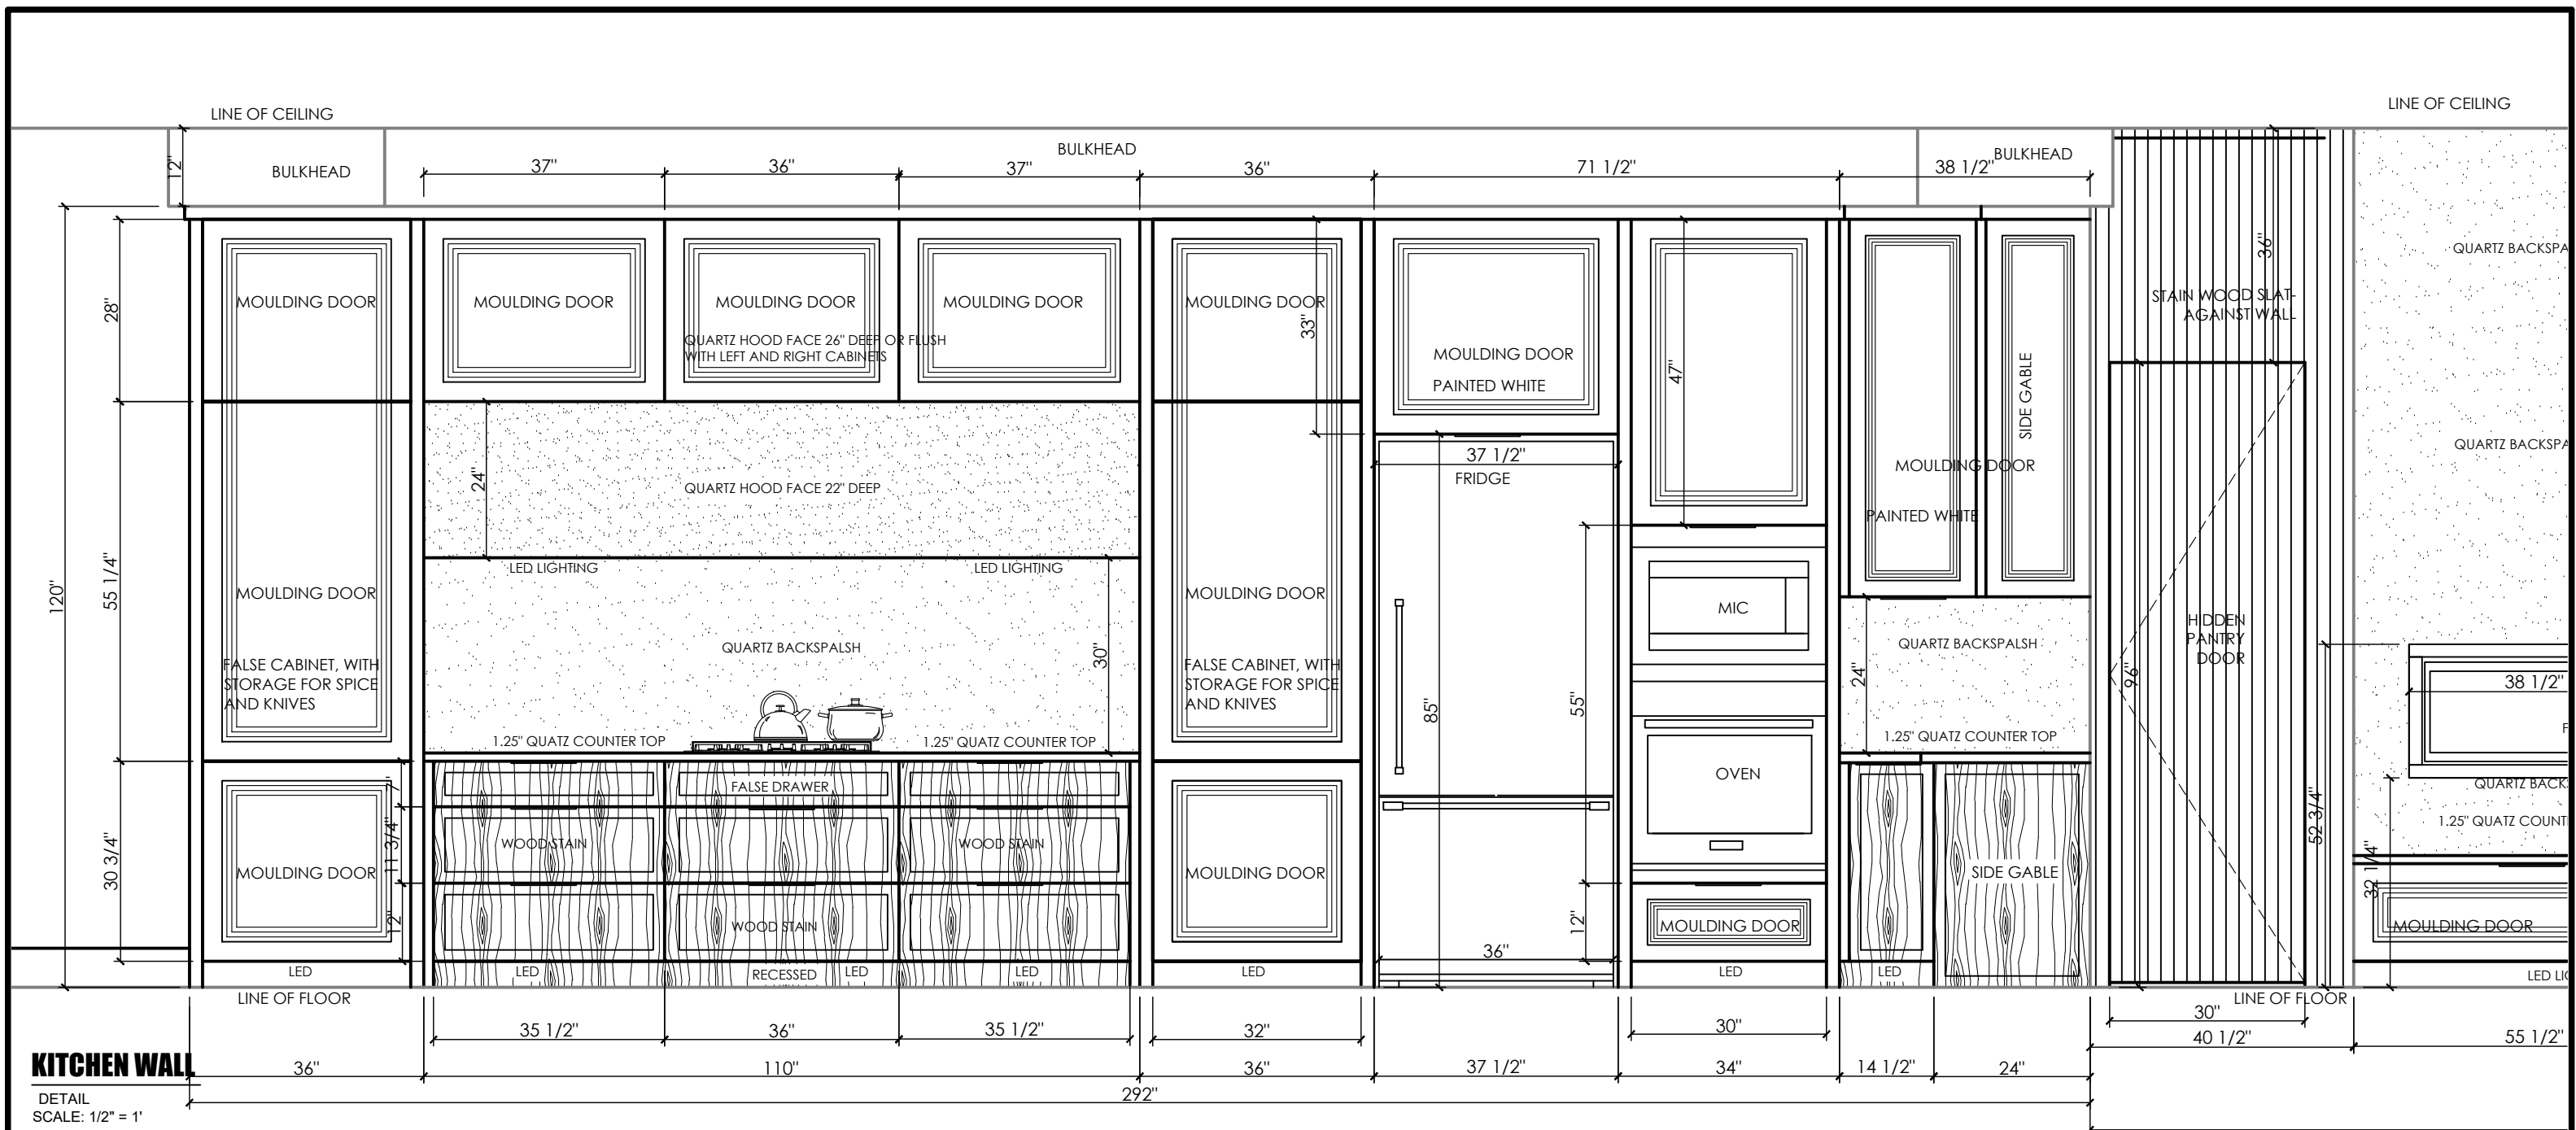 LINE OF CEILING
LINE OF CEILING
12"
BULKHEAD
BULKHEAD
BULKHEAD
37"
36"
37"
36"
71 1/2"
38 1/2"
120"
28"
55 1/4"
30 3/4"
MOULDING DOOR
MOULDING DOOR
MOULDING DOOR
MOULDING DOOR
MOULDING DOOR
QUARTZ HOOD FACE 26" DEEP OR FLUSH
WITH LEFT AND RIGHT CABINETS
33"
MOULDING DOOR
PAINTED WHITE
47"
SIDE GABLE
MOULDING DOOR
PAINTED WHITE
36"
STAIN WOOD SLAT-
AGAINST WALL
QUARTZ BACKSPA
QUARTZ BACKSPA
24"
QUARTZ HOOD FACE 22" DEEP
37 1/2"
FRIDGE
LED LIGHTING
LED LIGHTING
MOULDING DOOR
MOULDING DOOR
MIC
QUARTZ BACKSPALSH
QUARTZ BACKSPALSH
HIDDEN
PANTRY
DOOR
FALSE CABINET, WITH
STORAGE FOR SPICE
AND KNIVES
30"
FALSE CABINET, WITH
STORAGE FOR SPICE
AND KNIVES
85"
55"
24"
96"
38 1/2"
F
1.25" QUATZ COUNTER TOP
1.25" QUATZ COUNTER TOP
1.25" QUATZ COUNTER TOP
7"
FALSE DRAWER
OVEN
52 3/4"
QUARTZ BACKS
1.25" QUATZ COUNT
11 3/4"
WOOD STAIN
WOOD STAIN
MOULDING DOOR
MOULDING DOOR
SIDE GABLE
32 1/4"
12"
WOOD STAIN
12"
MOULDING DOOR
MOULDING DOOR
36"
LED
LED
RECESSED
LED
LED
LED
LED
LED
LED LIG
LINE OF FLOOR
LINE OF FLOOR
35 1/2"
36"
35 1/2"
32"
30"
30"
40 1/2"
55 1/2"
KITCHEN WALL
36"
110"
36"
37 1/2"
34"
14 1/2"
24"
292"
DETAIL
SCALE: 1/2" = 1'